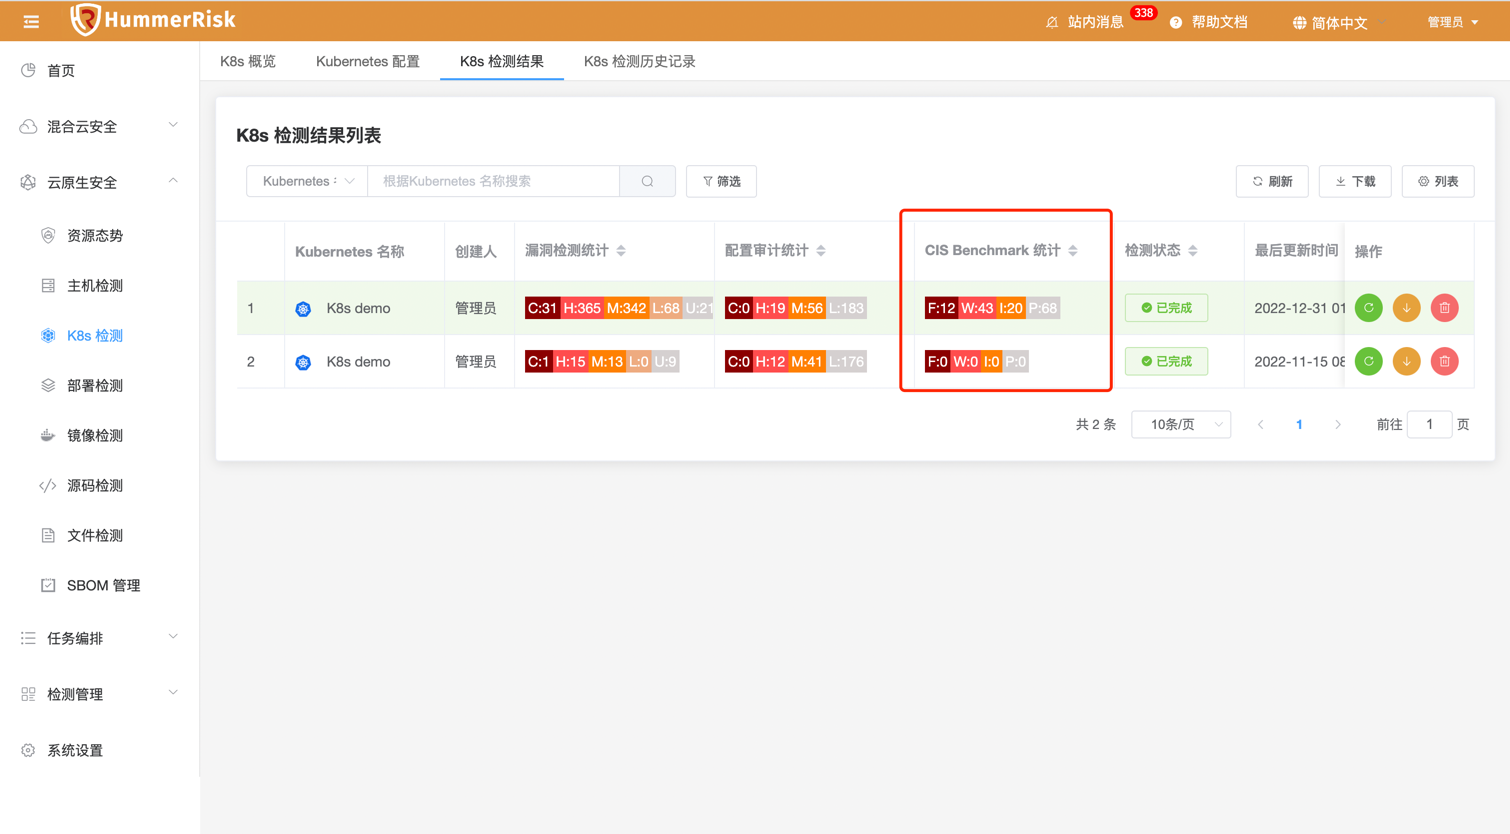 HummerRisk
站内消息 338 帮助文档 简体中文 管理员
首页
混合云安全
云原生安全
资源态势
主机检测
K8s 检测
部署检测
镜像检测
源码检测
文件检测
SBOM 管理
任务编排
检测管理
系统设置
K8s 概览 Kubernetes 配置 K8s 检测结果 K8s 检测历史记录
K8s 检测结果列表
Kubernetes 根据Kubernetes 名称搜索 筛选 刷新 下载 列表
Kubernetes 名称 创建人 漏洞检测统计 配置审计统计 CIS Benchmark 统计 检测状态 最后更新时间 操作
1 K8s demo 管理员 C:31 H:365 M:342 L:68 U:21 C:0 H:19 M:56 L:183 F:12 W:43 I:20 P:68 已完成 2022-12-31 01
2 K8s demo 管理员 C:1 H:15 M:13 L:0 U:9 C:0 H:12 M:41 L:176 F:0 W:0 I:0 P:0 已完成 2022-11-15 08
共 2 条 10条/页 1 前往 1 页